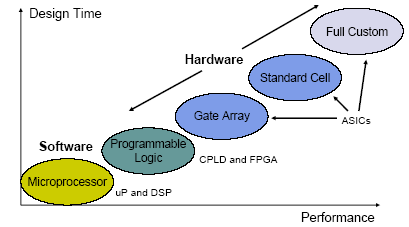 Design Time
Full Custom
Hardware
Standard Cell
Gate Array
ASICs
Software
Programmable
Logic
CPLD and FPGA
Microprocessor
uP and DSP
Performance